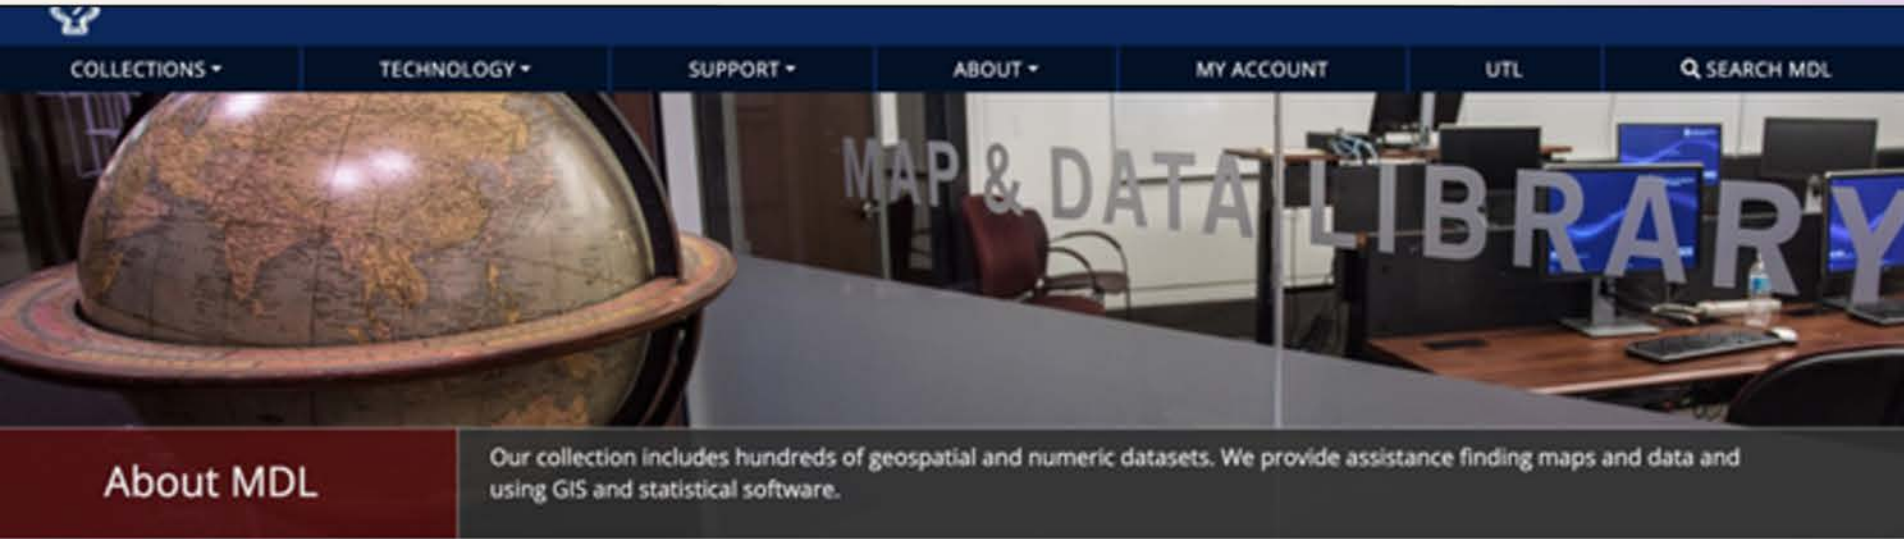 COLLECTIONS
TECHNOLOGY
SUPPORT
ABOUT
MY ACCOUNT
UTL
SEARCH MDL
MAP & DATA LIBRARY
About MDL
Our collection includes hundreds of geospatial and numeric datasets. We provide assistance finding maps and data and
using GIS and statistical software.